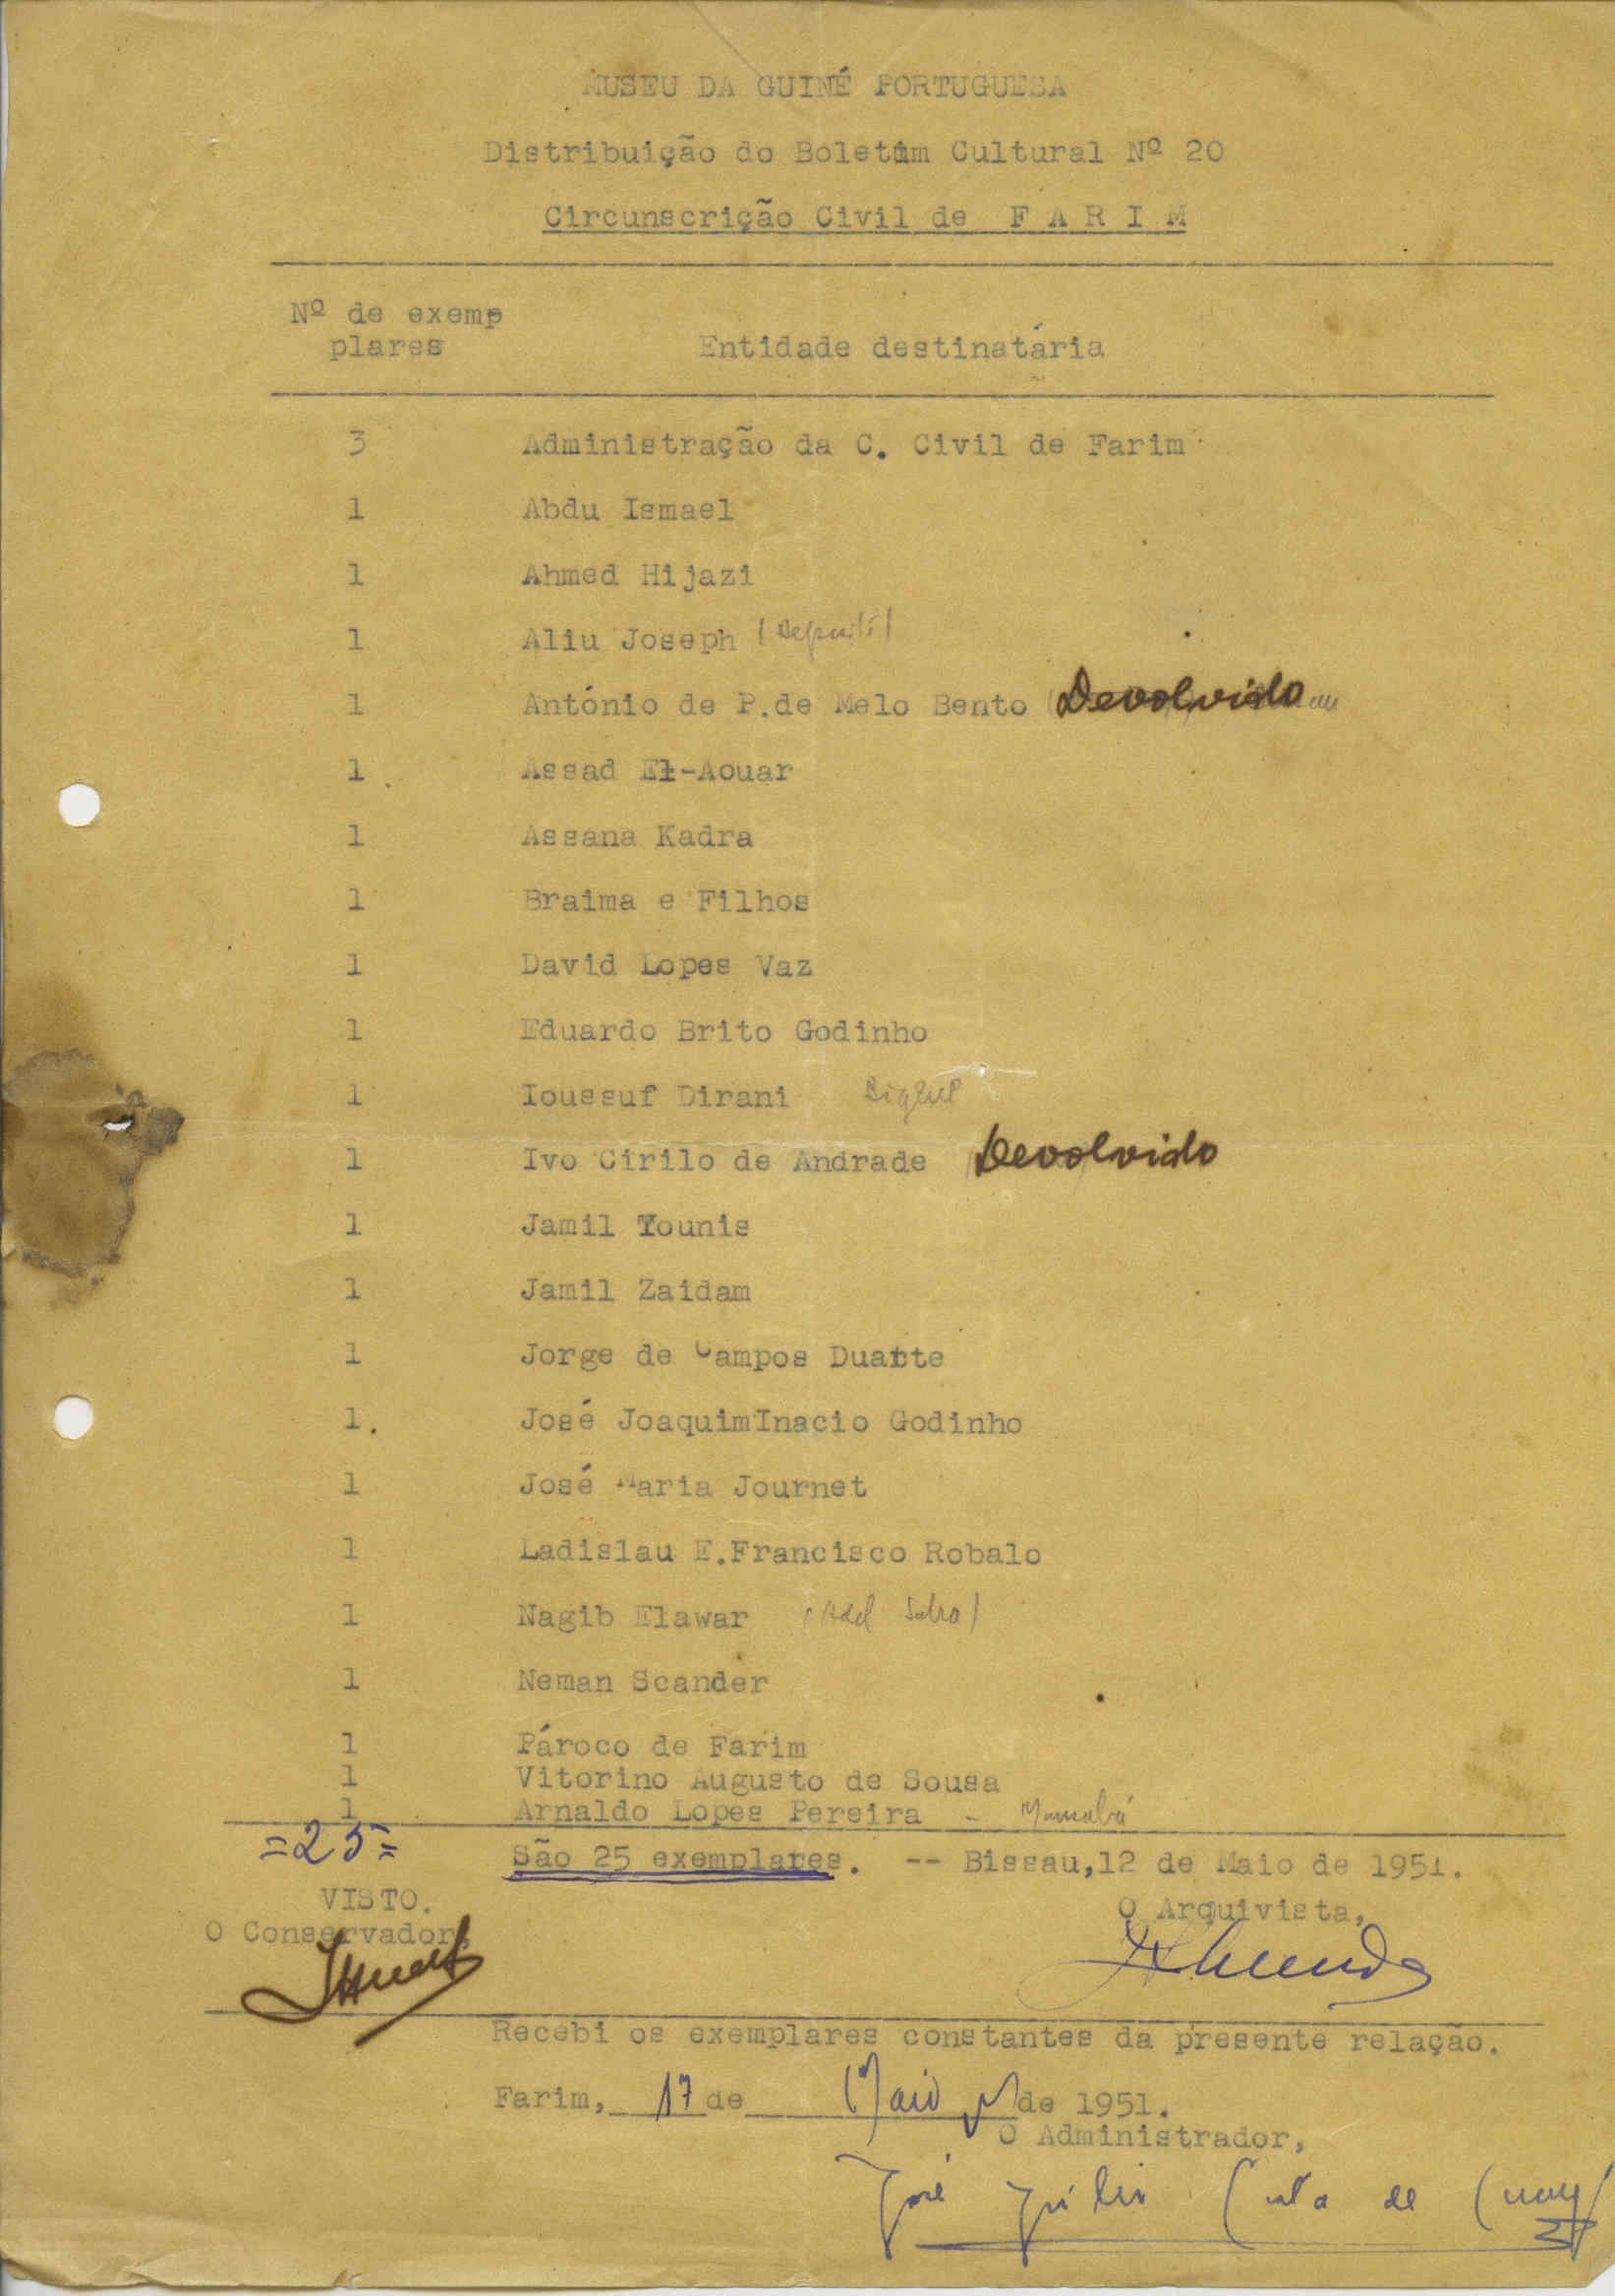 MUSEU DA GUINÉ PORTUGUESA
Distribuição do Boletim Cultural Nº 20
Circunscrição Civil de F A R I M
Nº de exemp
plares
Entidade destinatária
3 Administração da C. Civil de Farim
1 Abdu Ismael
1 Ahmed Hijazi
1 Aliu Joseph
1 António de P.de Melo Bento Devolvido
1 Assad El-Aouar
1 Assana Kadra
1 Braima e Filhos
1 David Lopes Vaz
1 Eduardo Brito Godinho
1 Ioussuf Dirani
1 Ivo Cirilo de Andrade Devolvido
1 Jamil Younis
1 Jamil Zaidam
1 Jorge de Campos Duarte
1. José JoaquimInacio Godinho
1 José Maria Journet
1 Ladislau E.Francisco Robalo
1 Nagib Elawar
1 Neman Scander
1 Pároco de Farim
1 Vitorino Augusto de Sousa
1 Arnaldo Lopes Pereira - Mansabá
=25= São 25 exemplares. -- Bissau,12 de Maio de 1951.
VISTO.
O Conservador,
O Arquivista,
Recebi os exemplares constantes da presente relação.
Farim, 17 de Maio de 1951.
O Administrador,
José Júlio de